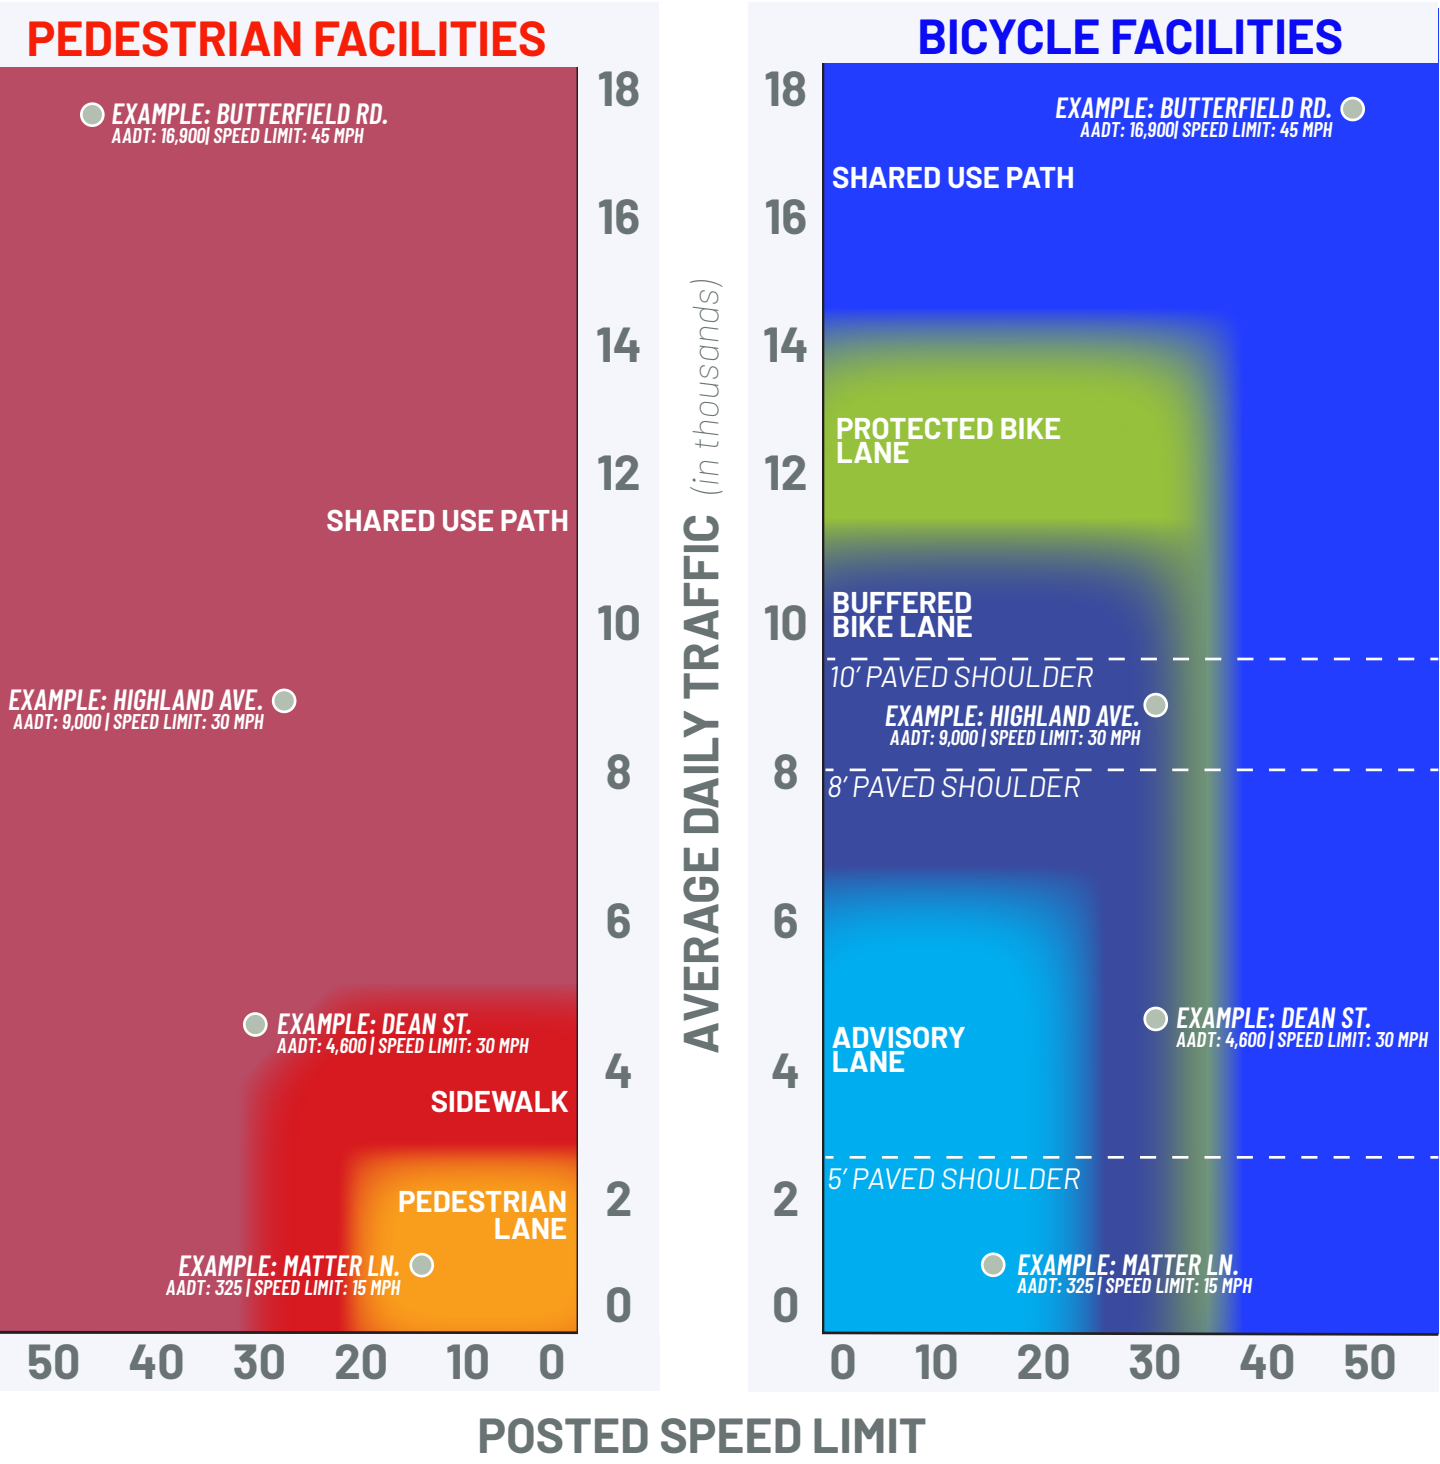 PEDESTRIAN FACILITIES
EXAMPLE: BUTTERFIELD RD.
AADT: 16,900| SPEED LIMIT: 45 MPH
SHARED USE PATH
EXAMPLE: HIGHLAND AVE.
AADT: 9,000 | SPEED LIMIT: 30 MPH
EXAMPLE: DEAN ST.
AADT: 4,600 | SPEED LIMIT: 30 MPH
SIDEWALK
PEDESTRIAN
LANE
EXAMPLE: MATTER LN.
AADT: 325 | SPEED LIMIT: 15 MPH
18
16
14
12
10
8
6
4
2
0
50 40 30 20 10 0
AVERAGE DAILY TRAFFIC (in thousands)
BICYCLE FACILITIES
18
16
14
12
10
8
6
4
2
0
EXAMPLE: BUTTERFIELD RD.
AADT: 16,900| SPEED LIMIT: 45 MPH
SHARED USE PATH
PROTECTED BIKE
LANE
BUFFERED
BIKE LANE
10' PAVED SHOULDER
EXAMPLE: HIGHLAND AVE.
AADT: 9,000 | SPEED LIMIT: 30 MPH
8' PAVED SHOULDER
EXAMPLE: DEAN ST.
AADT: 4,600 | SPEED LIMIT: 30 MPH
ADVISORY
LANE
5' PAVED SHOULDER
EXAMPLE: MATTER LN.
AADT: 325 | SPEED LIMIT: 15 MPH
0 10 20 30 40 50
POSTED SPEED LIMIT